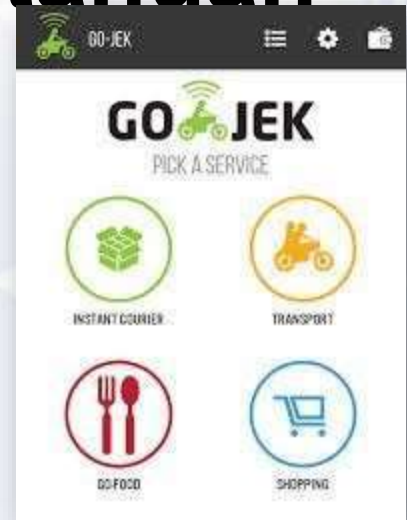 GO-JEK
GO JEK
PICK A SERVICE
INSTANT COURIER
TRANSPORT
GO-FOOD
SHOPPING